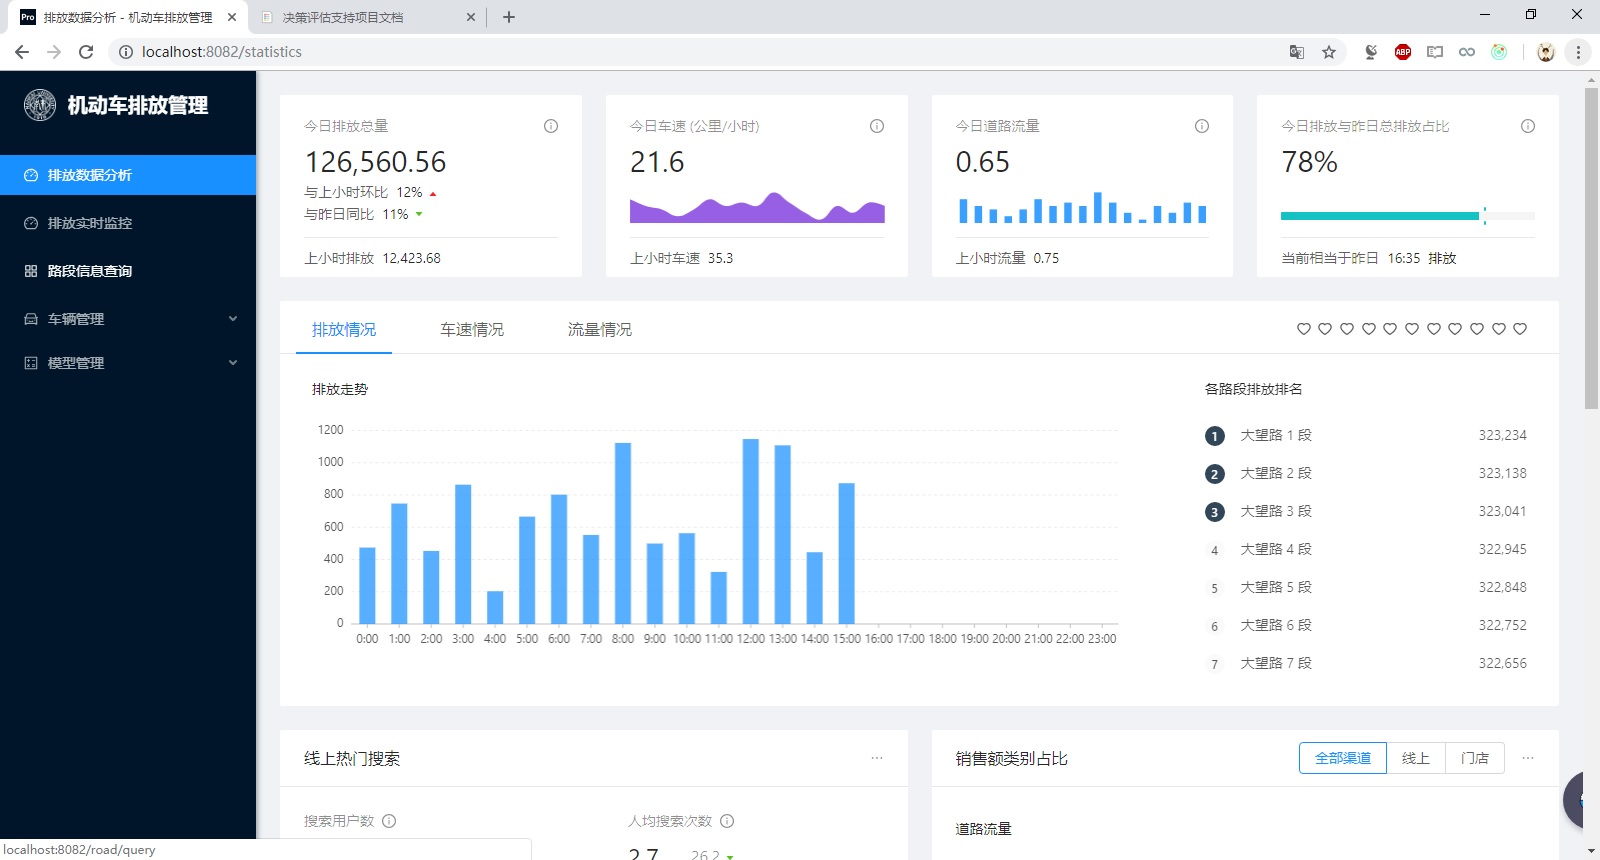 Pro 排放数据分析 - 机动车排放管理
决策评估支持项目文档
localhost:8082/statistics
ABP
机动车排放管理
排放数据分析
排放实时监控
路段信息查询
车辆管理
模型管理
今日排放总量
126,560.56
与上小时环比 12%
与昨日同比 11%
上小时排放 12,423.68
今日车速 (公里/小时)
21.6
上小时车速 35.3
今日道路流量
0.65
上小时流量 0.75
今日排放与昨日总排放占比
78%
当前相当于昨日 16:35 排放
排放情况
车速情况
流量情况
排放走势
1200
1000
800
600
400
200
0
0:00 1:00 2:00 3:00 4:00 5:00 6:00 7:00 8:00 9:00 10:00 11:00 12:00 13:00 14:00 15:00 16:00 17:00 18:00 19:00 20:00 21:00 22:00 23:00
各路段排放排名
1 大望路 1 段 323,234
2 大望路 2 段 323,138
3 大望路 3 段 323,041
4 大望路 4 段 322,945
5 大望路 5 段 322,848
6 大望路 6 段 322,752
7 大望路 7 段 322,656
线上热门搜索
...
搜索用户数
人均搜索次数
2.7 26.2
销售额类别占比
全部渠道 线上 门店
...
道路流量
localhost:8082/road/query